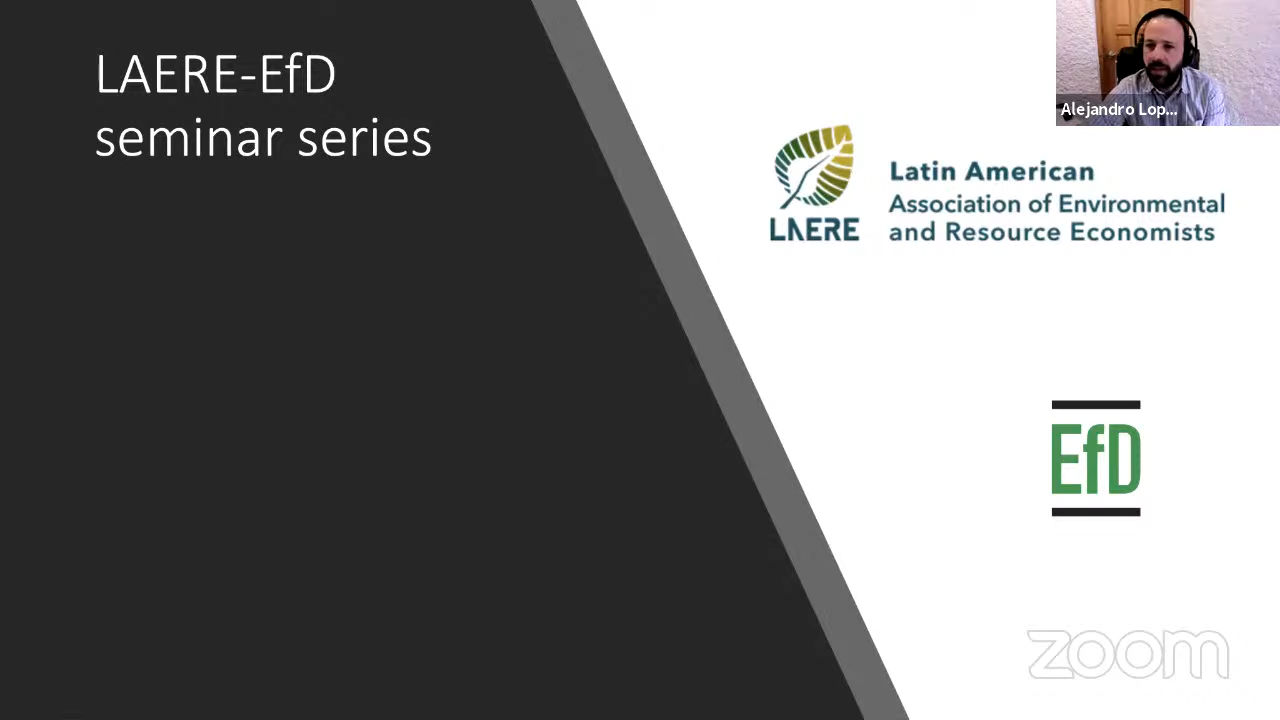 LAERE-EfD
seminar series
Alejandro Lop...
LAERE
Latin American
Association of Environmental
and Resource Economists
EfD
zoom